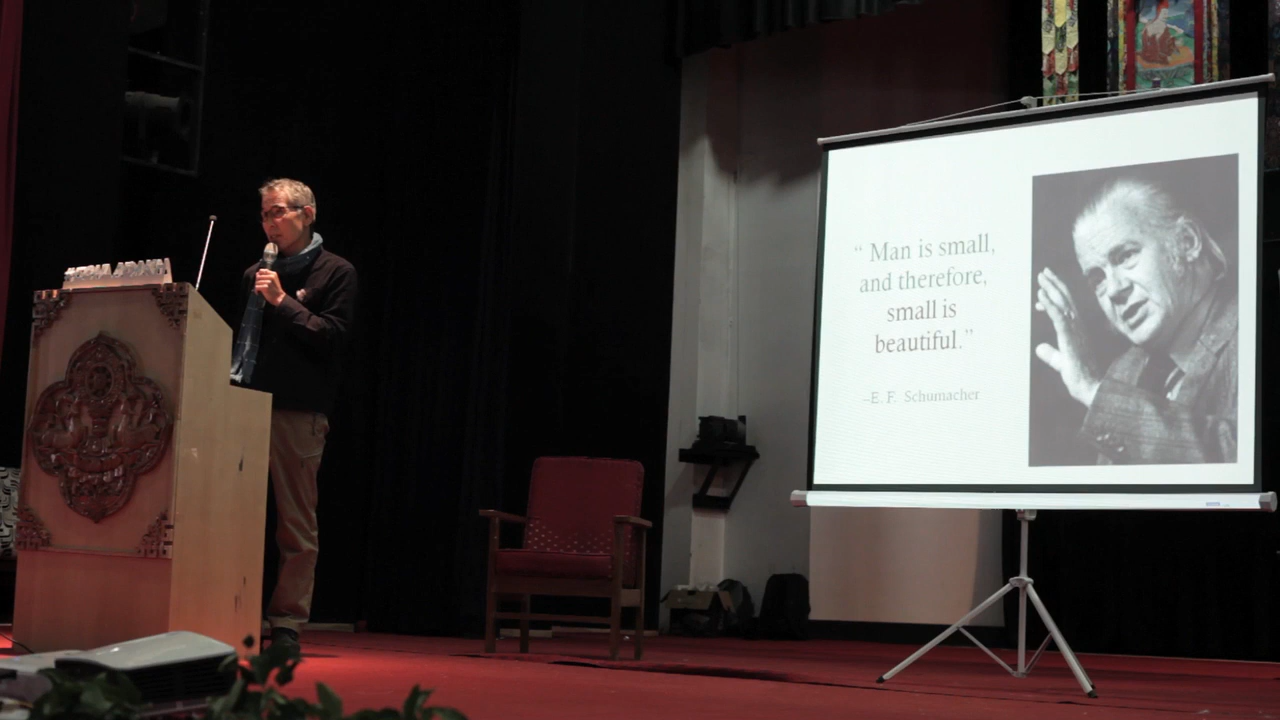 “ Man is small,
and therefore,
small is
beautiful.”
–E. F. Schumacher